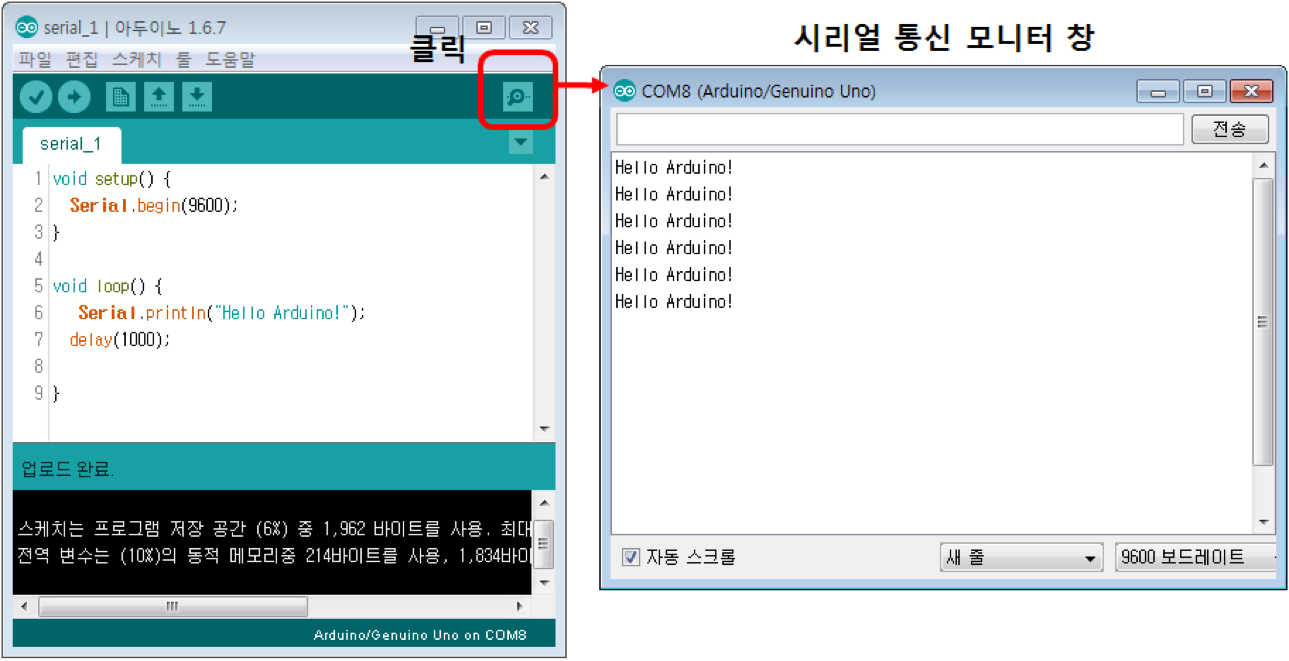 serial_1 | 아두이노 1.6.7
파일 편집 스케치 툴 도움말
클릭
serial_1
1 void setup() {
2 Serial.begin(9600);
3 }
4
5 void loop() {
6 Serial.println("Hello Arduino!");
7 delay(1000);
8
9 }
업로드 완료.
스케치는 프로그램 저장 공간 (6%) 중 1,962 바이트를 사용. 최대
전역 변수는 (10%)의 동적 메모리중 214바이트를 사용, 1,834바이
Arduino/Genuino Uno on COM8
시리얼 통신 모니터 창
COM8 (Arduino/Genuino Uno)
전송
Hello Arduino!
Hello Arduino!
Hello Arduino!
Hello Arduino!
Hello Arduino!
Hello Arduino!
자동 스크롤
새 줄
9600 보드레이트